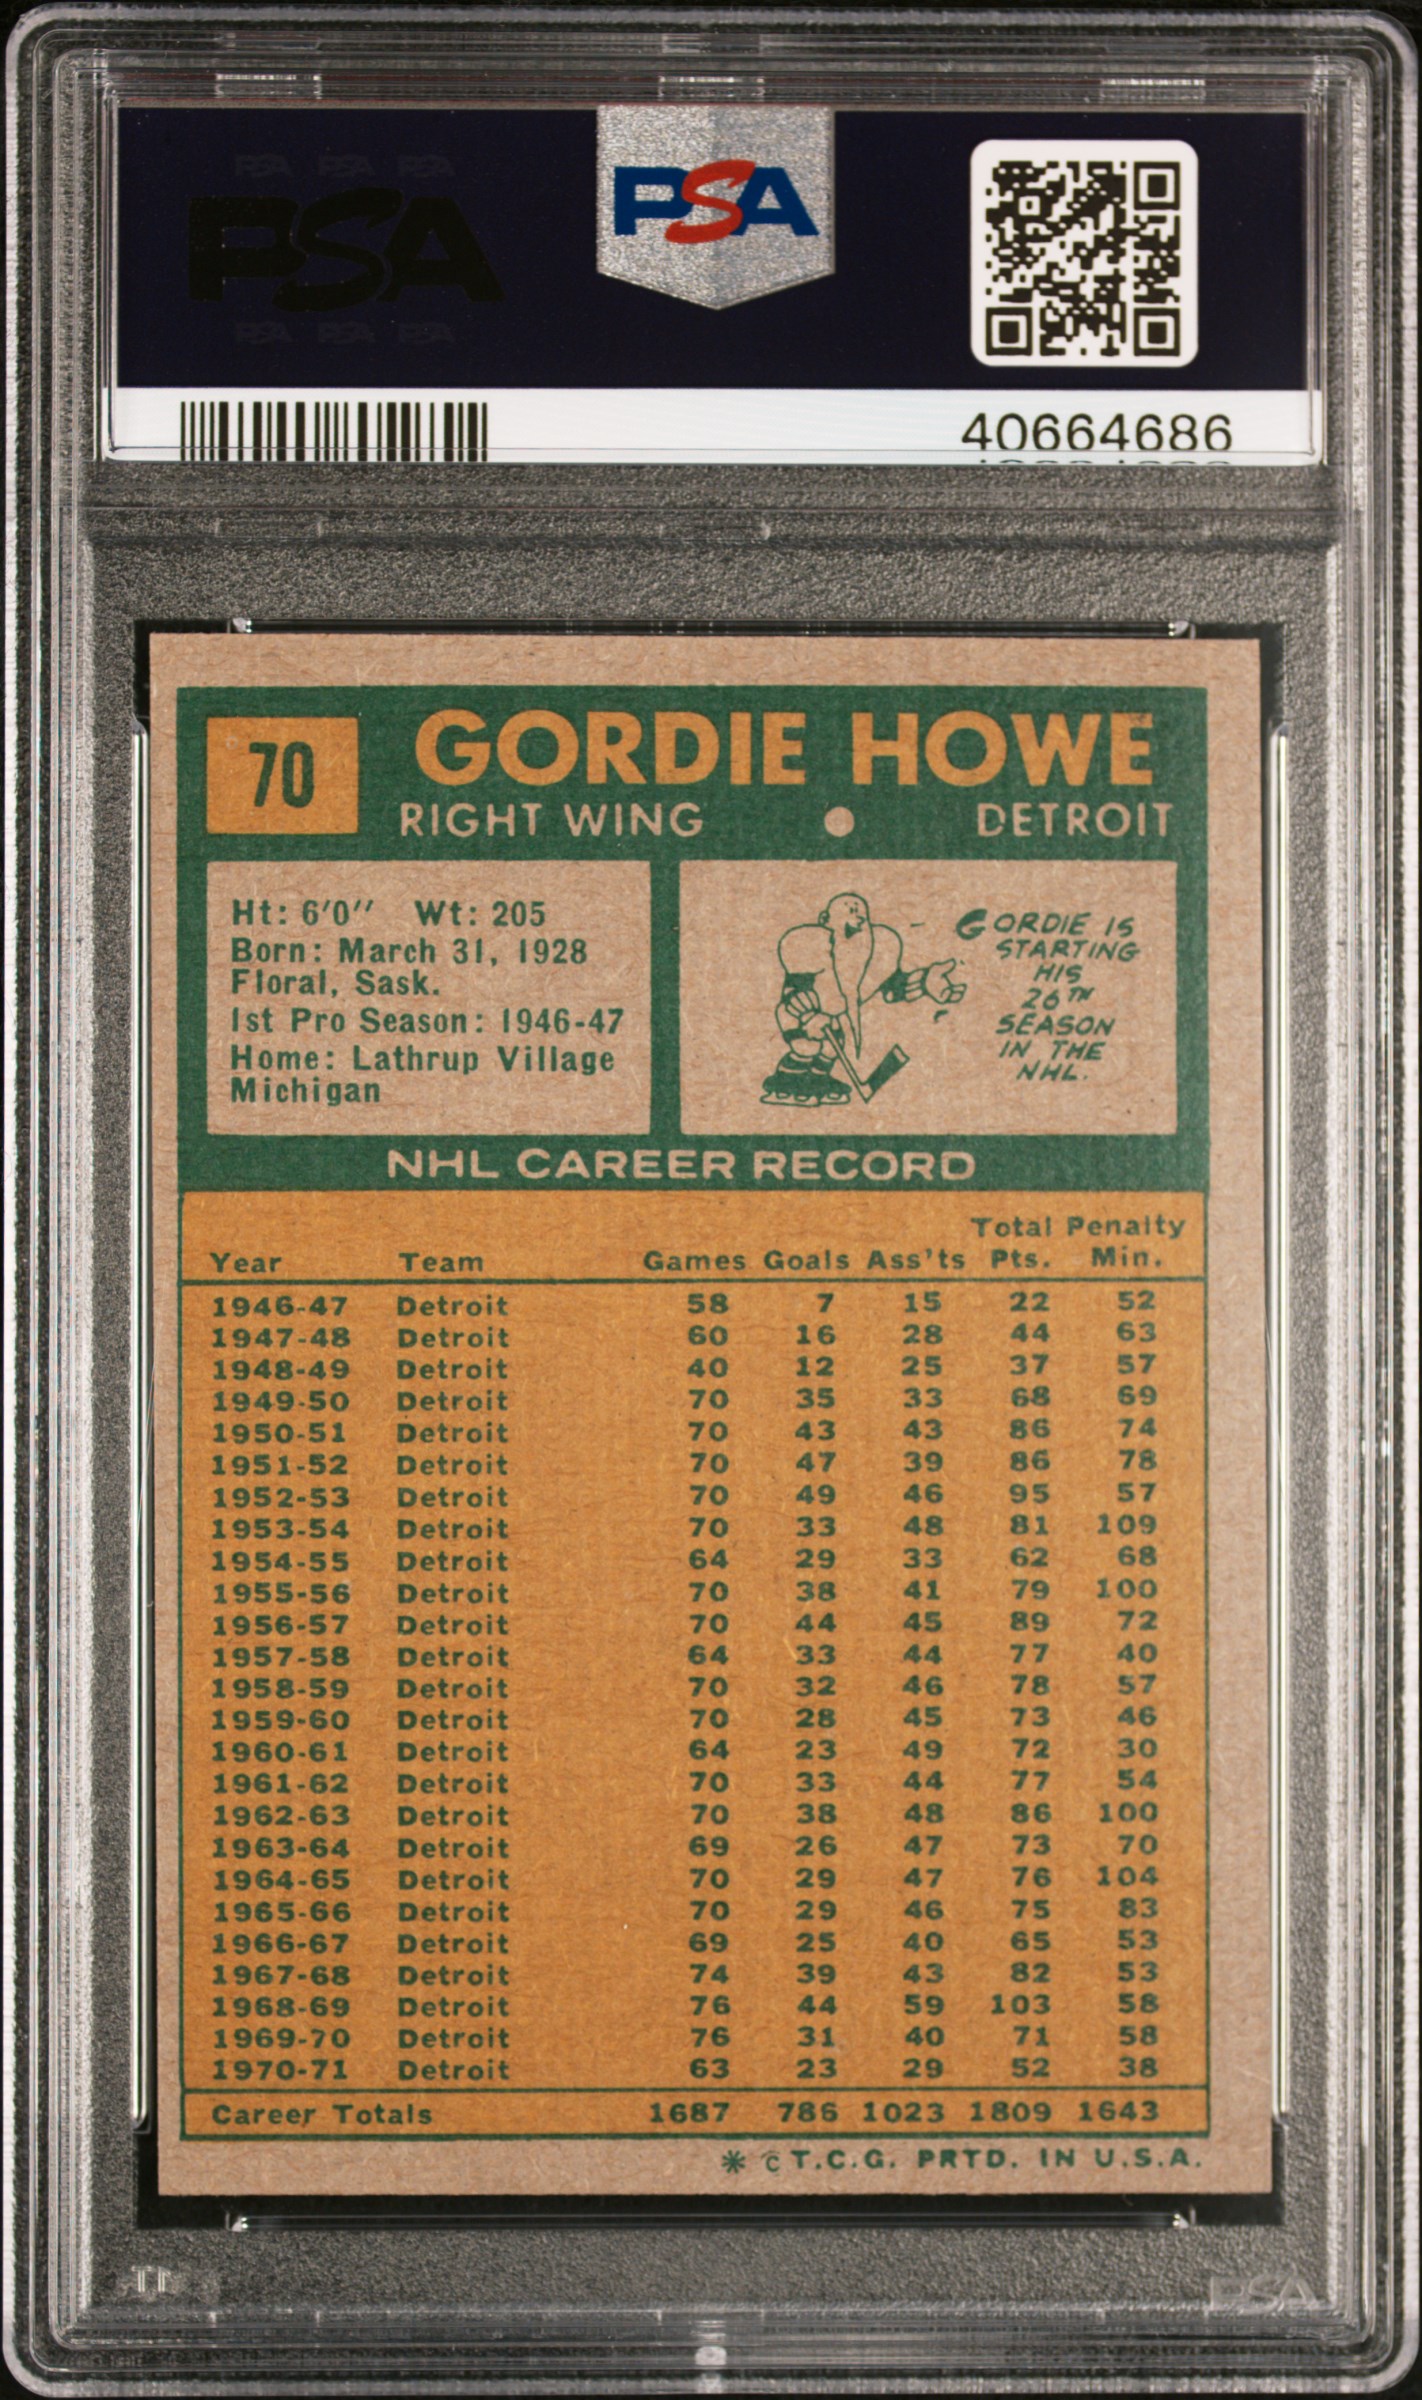 PSA PSA PSA
PSA
PSA PSA PSA
PSA
40664686
70
GORDIE HOWE
RIGHT WING • DETROIT
Ht: 6'0'' Wt: 205
Born: March 31, 1928
Floral, Sask.
1st Pro Season: 1946-47
Home: Lathrup Village
Michigan
GORDIE IS
STARTING
HIS
26TH
SEASON
IN THE
NHL.
NHL CAREER RECORD
Total Penalty
Year Team Games Goals Ass'ts Pts. Min.
1946-47 Detroit 58 7 15 22 52
1947-48 Detroit 60 16 28 44 63
1948-49 Detroit 40 12 25 37 57
1949-50 Detroit 70 35 33 68 69
1950-51 Detroit 70 43 43 86 74
1951-52 Detroit 70 47 39 86 78
1952-53 Detroit 70 49 46 95 57
1953-54 Detroit 70 33 48 81 109
1954-55 Detroit 64 29 33 62 68
1955-56 Detroit 70 38 41 79 100
1956-57 Detroit 70 44 45 89 72
1957-58 Detroit 64 33 44 77 40
1958-59 Detroit 70 32 46 78 57
1959-60 Detroit 70 28 45 73 46
1960-61 Detroit 64 23 49 72 30
1961-62 Detroit 70 33 44 77 54
1962-63 Detroit 70 38 48 86 100
1963-64 Detroit 69 26 47 73 70
1964-65 Detroit 70 29 47 76 104
1965-66 Detroit 70 29 46 75 83
1966-67 Detroit 69 25 40 65 53
1967-68 Detroit 74 39 43 82 53
1968-69 Detroit 76 44 59 103 58
1969-70 Detroit 76 31 40 71 58
1970-71 Detroit 63 23 29 52 38
Career Totals 1687 786 1023 1809 1643
* © T.C.G. PRTD. IN U.S.A.
PSA